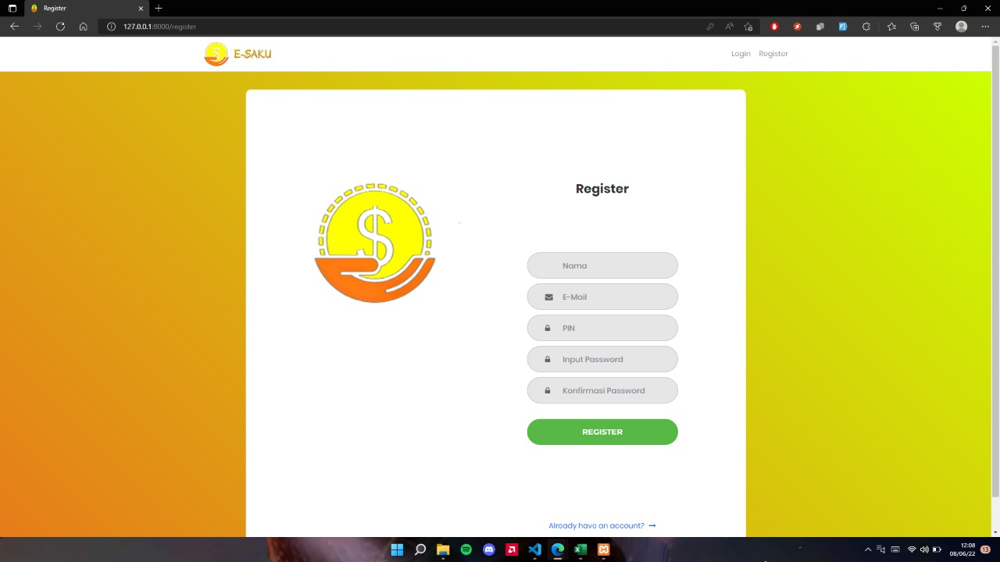 Register
127.0.0.1:8000/register
E-SAKU
Login Register
Register
Nama
E-Mail
PIN
Input Password
Konfirmasi Password
REGISTER
Already have an account?
12:08
08/05/22
13